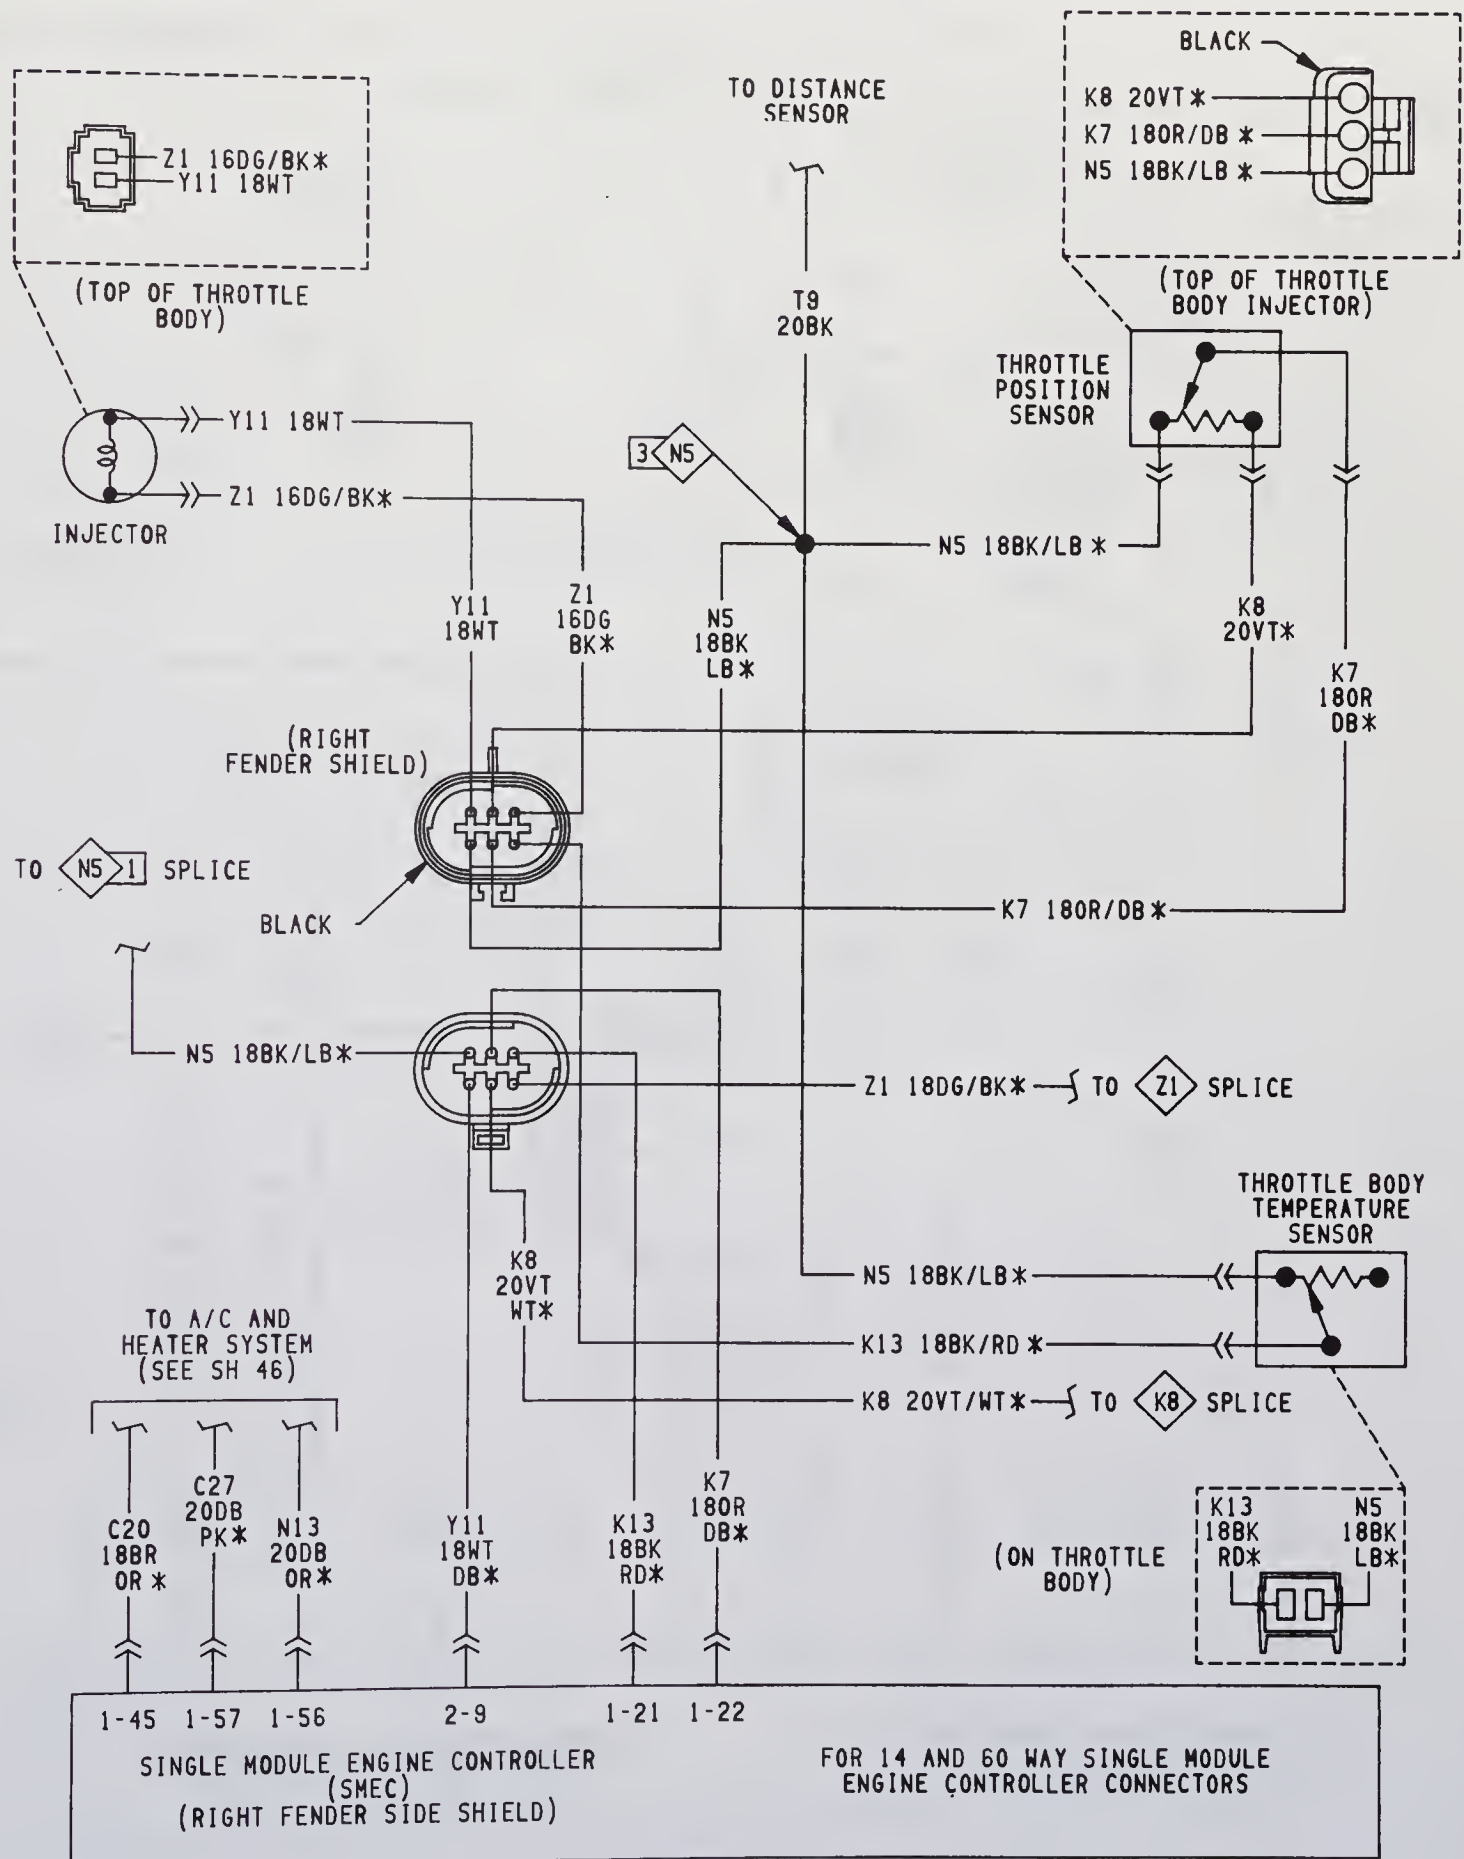 BLACK
K8 20VT*
K7 18OR/DB *
N5 18BK/LB *
(TOP OF THROTTLE
BODY INJECTOR)
TO DISTANCE
SENSOR
Z1 16DG/BK*
Y11 18WT
(TOP OF THROTTLE
BODY)
T9
20BK
THROTTLE
POSITION
SENSOR
Y11 18WT
3 N5
Z1 16DG/BK*
INJECTOR
N5 18BK/LB *
Y11
18WT
Z1
16DG
BK*
N5
18BK
LB*
K8
20VT*
K7
18OR
DB*
(RIGHT
FENDER SHIELD)
TO N5 1 SPLICE
BLACK
K7 18OR/DB*
N5 18BK/LB*
Z1 18DG/BK* TO Z1 SPLICE
THROTTLE BODY
TEMPERATURE
SENSOR
K8
20VT
WT*
N5 18BK/LB*
K13 18BK/RD *
K8 20VT/WT* TO K8 SPLICE
TO A/C AND
HEATER SYSTEM
(SEE SH 46)
C20
18BR
OR *
C27
20DB
PK*
N13
20DB
OR*
Y11
18WT
DB*
K13
18BK
RD*
K7
18OR
DB*
(ON THROTTLE
BODY)
K13
18BK
RD*
N5
18BK
LB*
1-45 1-57 1-56 2-9 1-21 1-22
SINGLE MODULE ENGINE CONTROLLER
(SMEC)
(RIGHT FENDER SIDE SHIELD)
FOR 14 AND 60 WAY SINGLE MODULE
ENGINE CONTROLLER CONNECTORS